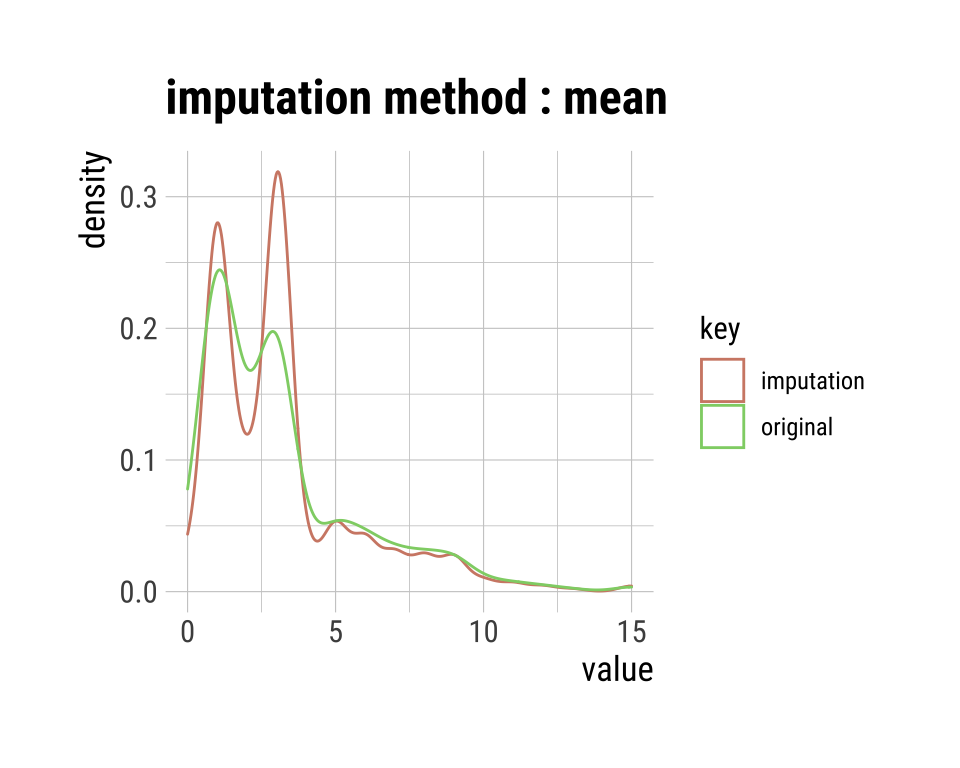 imputation method : mean
density
0.3
0.2
0.1
0.0
0 5 10 15
value
key
imputation
original